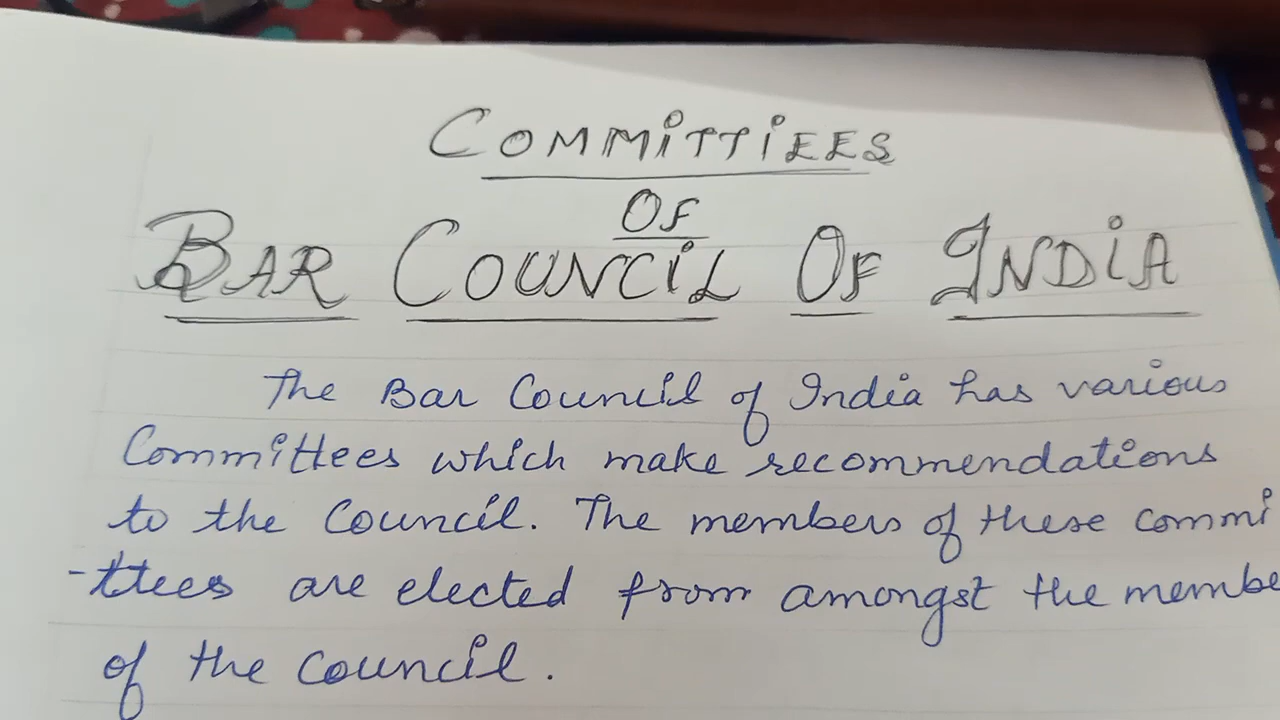 COMMITTIEES
OF
BAR COUNCIL OF INDIA
The Bar Council of India has various
Committees which make recommendations
to the Council. The members of these commi
-ttees are elected from amongst the membe
of the Council.